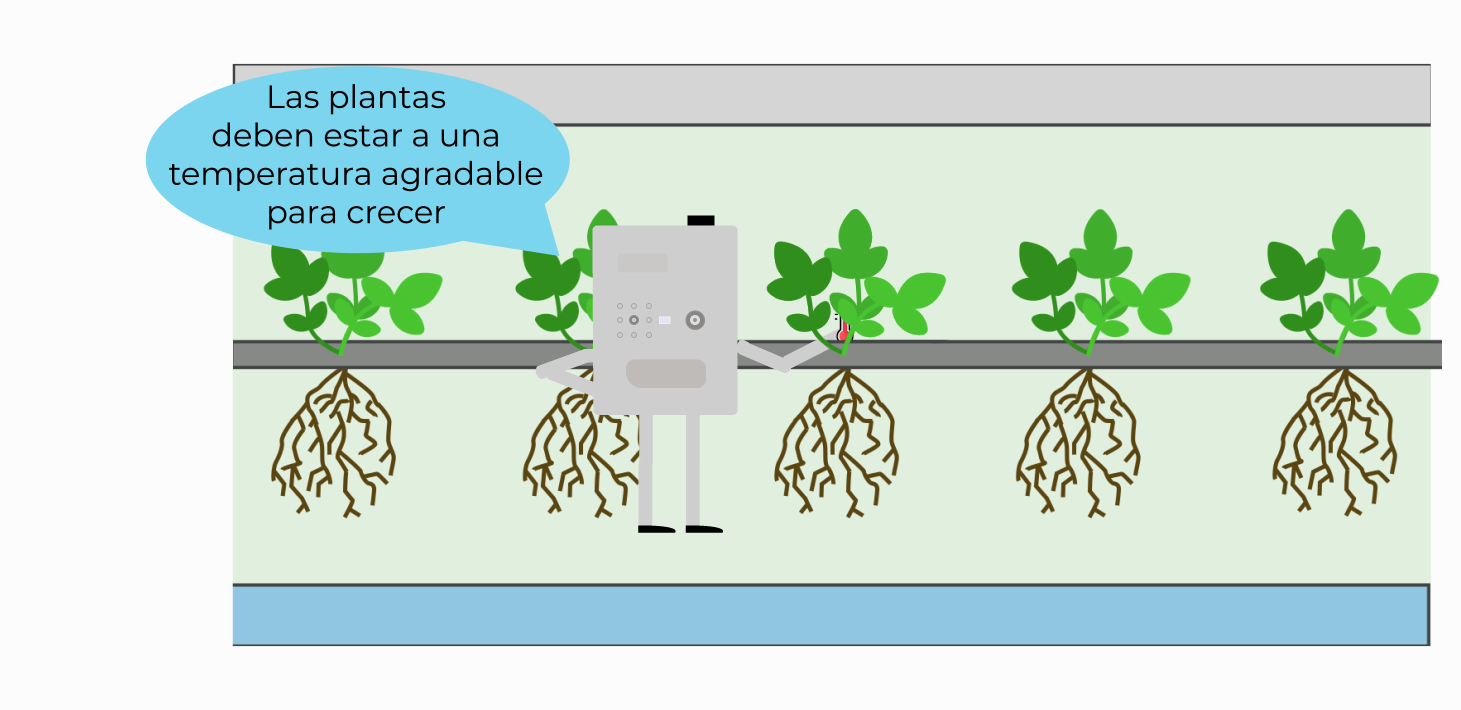 Las plantas
deben estar a una
temperatura agradable
para crecer